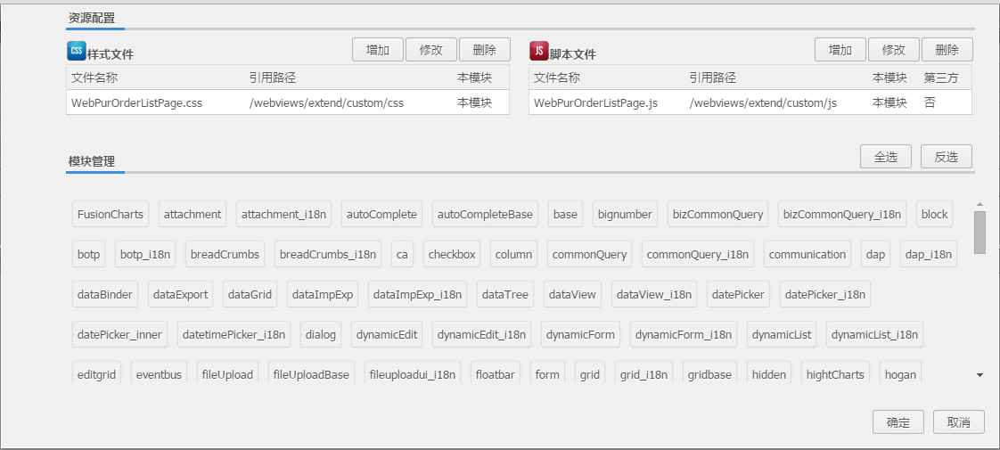 资源配置
CSS 样式文件 增加 修改 删除
文件名称 引用路径 本模块
WebPurOrderListPage.css /webviews/extend/custom/css 本模块
JS 脚本文件 增加 修改 删除
文件名称 引用路径 本模块 第三方
WebPurOrderListPage.js /webviews/extend/custom/js 本模块 否
模块管理 全选 反选
FusionCharts attachment attachment_i18n autoComplete autoCompleteBase base bignumber bizCommonQuery bizCommonQuery_i18n block
botp botp_i18n breadCrumbs breadCrumbs_i18n ca checkbox column commonQuery commonQuery_i18n communication dap dap_i18n
dataBinder dataExport dataGrid dataImpExp dataImpExp_i18n dataTree dataView dataView_i18n datePicker datePicker_i18n
datePicker_inner datetimePicker_i18n dialog dynamicEdit dynamicEdit_i18n dynamicForm dynamicForm_i18n dynamicList dynamicList_i18n
editgrid eventbus fileUpload fileUploadBase fileuploadui_i18n floatbar form grid grid_i18n gridbase hidden hightCharts hogan
确定 取消